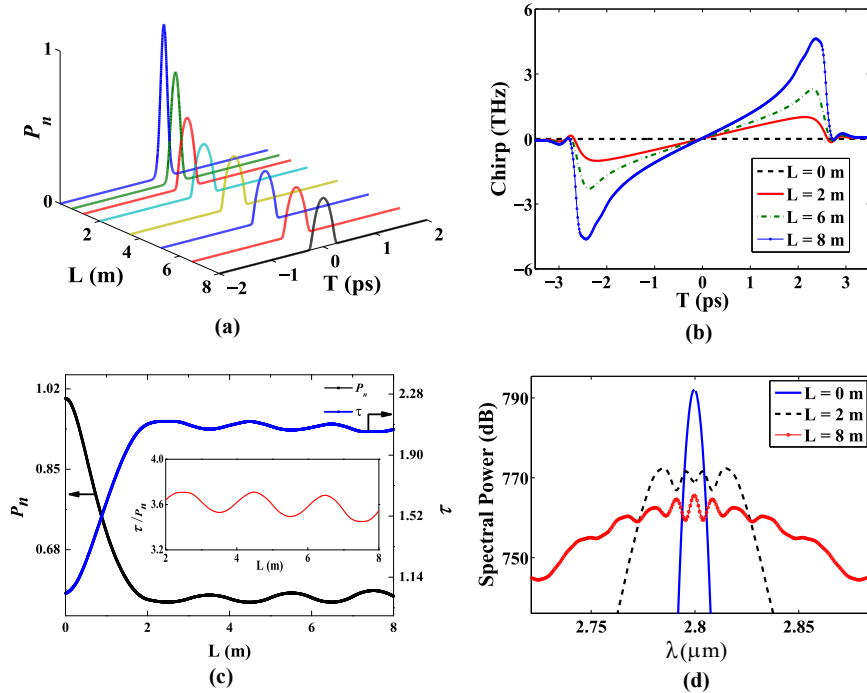 1
P_n
0
2
4
6
8
L (m)
−2
−1
0
1
2
T (ps)
(a)
6
3
0
−3
−6
Chirp (THz)
L = 0 m
L = 2 m
L = 6 m
L = 8 m
−3
−2
−1
0
1
2
3
T (ps)
(b)
1.02
0.85
0.68
P_n
P_n
τ
2.28
1.90
1.52
1.14
τ
4.0
3.6
3.2
τ/P_n
2
4
6
8
L (m)
0
2
4
6
8
L (m)
(c)
790
770
750
Spectral Power (dB)
L = 0 m
L = 2 m
L = 8 m
2.75
2.8
2.85
λ(μm)
(d)